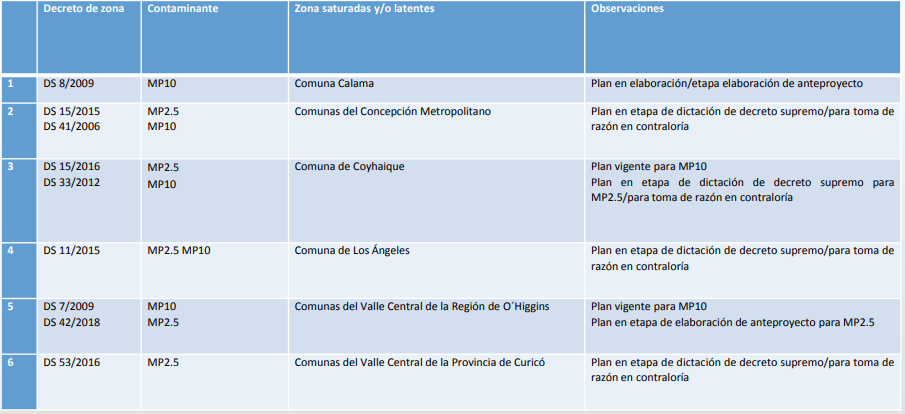 Decreto de zona Contaminante Zona saturadas y/o latentes Observaciones
1 DS 8/2009 MP10 Comuna Calama Plan en elaboración/etapa elaboración de anteproyecto
2 DS 15/2015 MP2.5 Comunas del Concepción Metropolitano Plan en etapa de dictación de decreto supremo/para toma de
DS 41/2006 MP10 razón en contraloría
3 DS 15/2016 MP2.5 Comuna de Coyhaique Plan vigente para MP10
DS 33/2012 MP10 Plan en etapa de dictación de decreto supremo para
MP2.5/para toma de razón en contraloría
4 DS 11/2015 MP2.5 MP10 Comuna de Los Ángeles Plan en etapa de dictación de decreto supremo/para toma de
razón en contraloría
5 DS 7/2009 MP10 Comunas del Valle Central de la Región de O´Higgins Plan vigente para MP10
DS 42/2018 MP2.5 Plan en etapa de elaboración de anteproyecto para MP2.5
6 DS 53/2016 MP2.5 Comunas del Valle Central de la Provincia de Curicó Plan en etapa de dictación de decreto supremo/para toma de
razón en contraloría